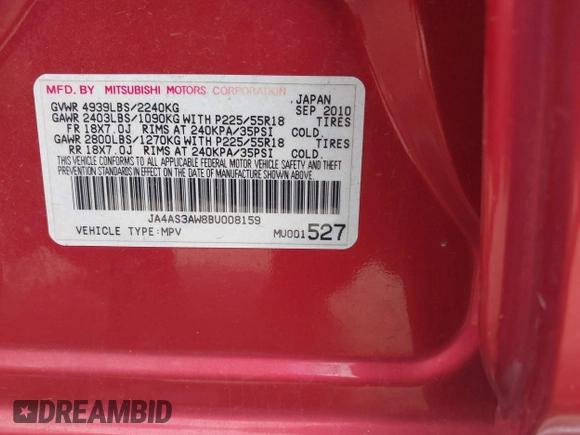 MFD. BY MITSUBISHI MOTORS CORPORATION
JAPAN
GVWR 4939LBS/2240KG SEP 2010
GAWR 2403LBS/1090KG WITH P225/55R18 TIRES
FR 18X7.0J RIMS AT 240KPA/35PSI COLD.
GAWR 2800LBS/1270KG WITH P225/55R18 TIRES
RR 18X7.0J RIMS AT 240KPA/35PSI COLD.
THIS VEHICLE CONFORMS TO ALL APPLICABLE FEDERAL MOTOR VEHICLE SAFETY AND THEFT
PREVENTION STANDARDS IN EFFECT ON THE DATE OF MANUFACTURE SHOWN ABOVE.
JA4AS3AW8BU008159
VEHICLE TYPE:MPV MU001527
DREAMBID